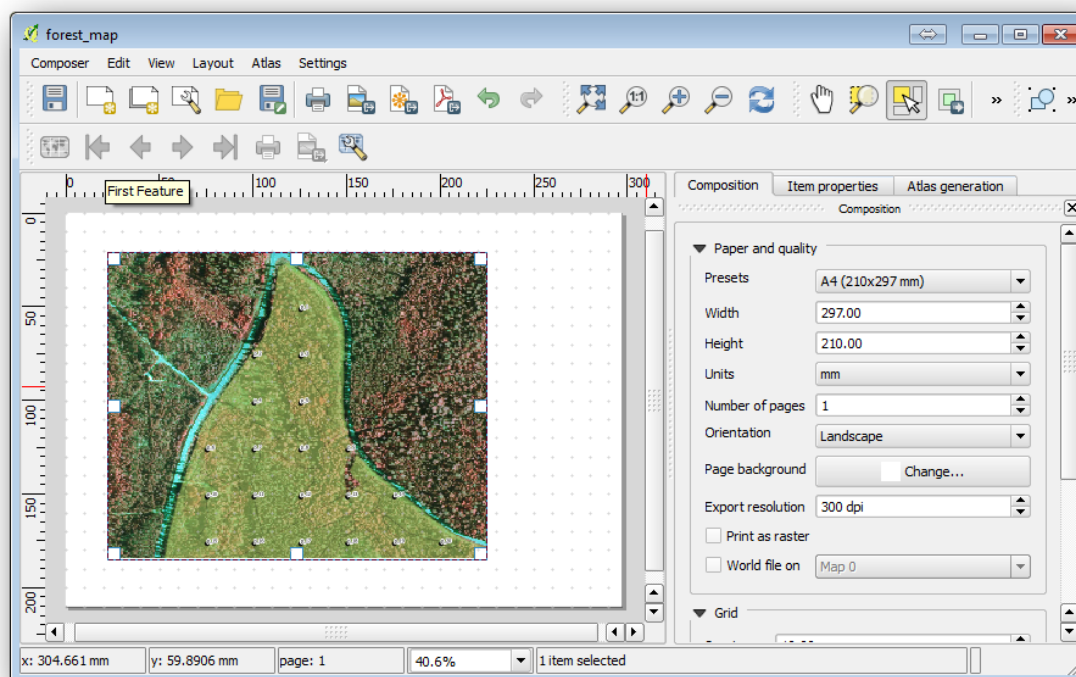 forest_map
Composer Edit View Layout Atlas Settings
1:1
» »
First Feature
0 100 150 200 250 300
0
50
100
150
200
Composition Item properties Atlas generation
Composition
Paper and quality
Presets A4 (210x297 mm)
Width 297.00
Height 210.00
Units mm
Number of pages 1
Orientation Landscape
Page background Change...
Export resolution 300 dpi
Print as raster
World file on Map 0
Grid
x: 304.661 mm y: 59.8906 mm page: 1 40.6% 1 item selected